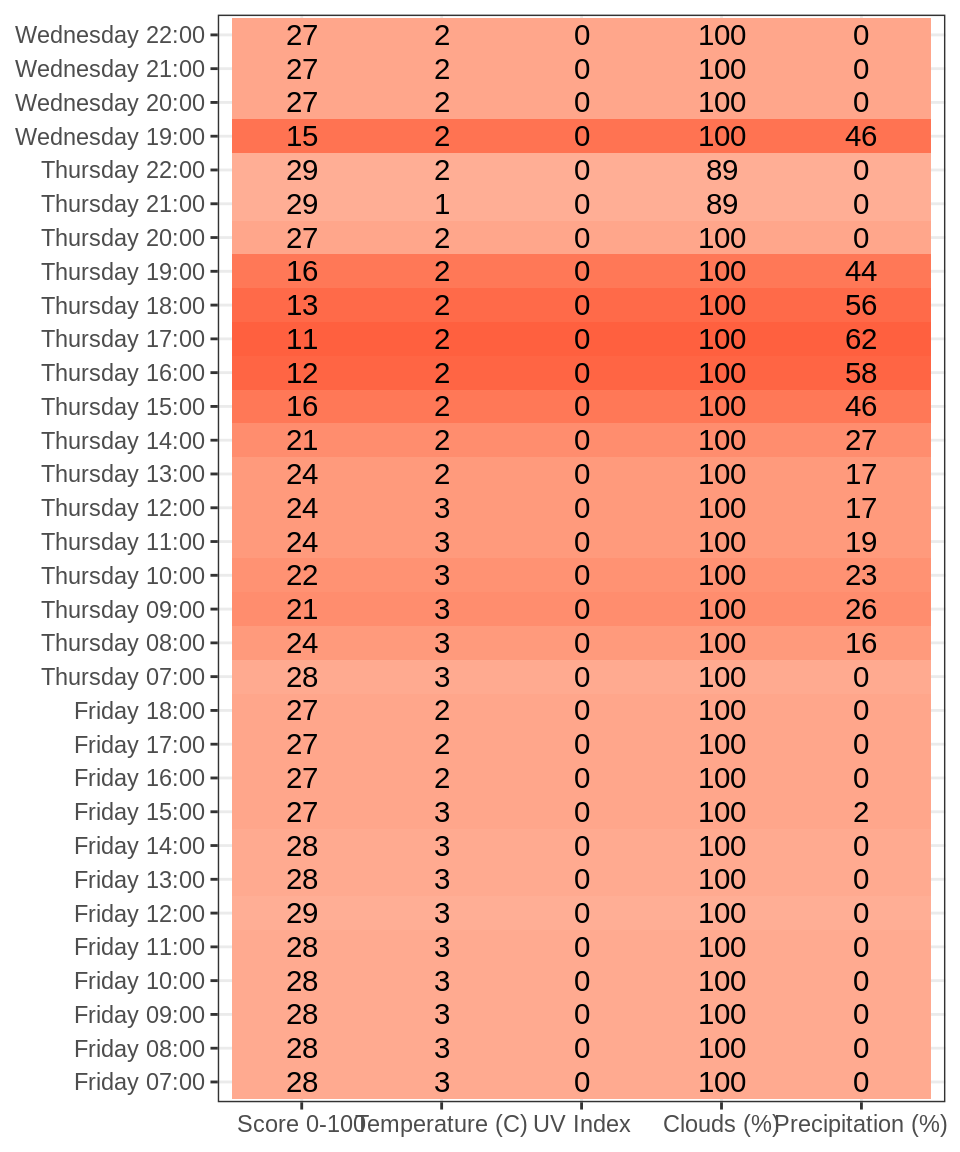 Wednesday 22:00 27 2 0 100 0
Wednesday 21:00 27 2 0 100 0
Wednesday 20:00 27 2 0 100 0
Wednesday 19:00 15 2 0 100 46
Thursday 22:00 29 2 0 89 0
Thursday 21:00 29 1 0 89 0
Thursday 20:00 27 2 0 100 0
Thursday 19:00 16 2 0 100 44
Thursday 18:00 13 2 0 100 56
Thursday 17:00 11 2 0 100 62
Thursday 16:00 12 2 0 100 58
Thursday 15:00 16 2 0 100 46
Thursday 14:00 21 2 0 100 27
Thursday 13:00 24 2 0 100 17
Thursday 12:00 24 3 0 100 17
Thursday 11:00 24 3 0 100 19
Thursday 10:00 22 3 0 100 23
Thursday 09:00 21 3 0 100 26
Thursday 08:00 24 3 0 100 16
Thursday 07:00 28 3 0 100 0
Friday 18:00 27 2 0 100 0
Friday 17:00 27 2 0 100 0
Friday 16:00 27 2 0 100 0
Friday 15:00 27 3 0 100 2
Friday 14:00 28 3 0 100 0
Friday 13:00 28 3 0 100 0
Friday 12:00 29 3 0 100 0
Friday 11:00 28 3 0 100 0
Friday 10:00 28 3 0 100 0
Friday 09:00 28 3 0 100 0
Friday 08:00 28 3 0 100 0
Friday 07:00 28 3 0 100 0
Score 0-100 Temperature (C) UV Index Clouds (%) Precipitation (%)